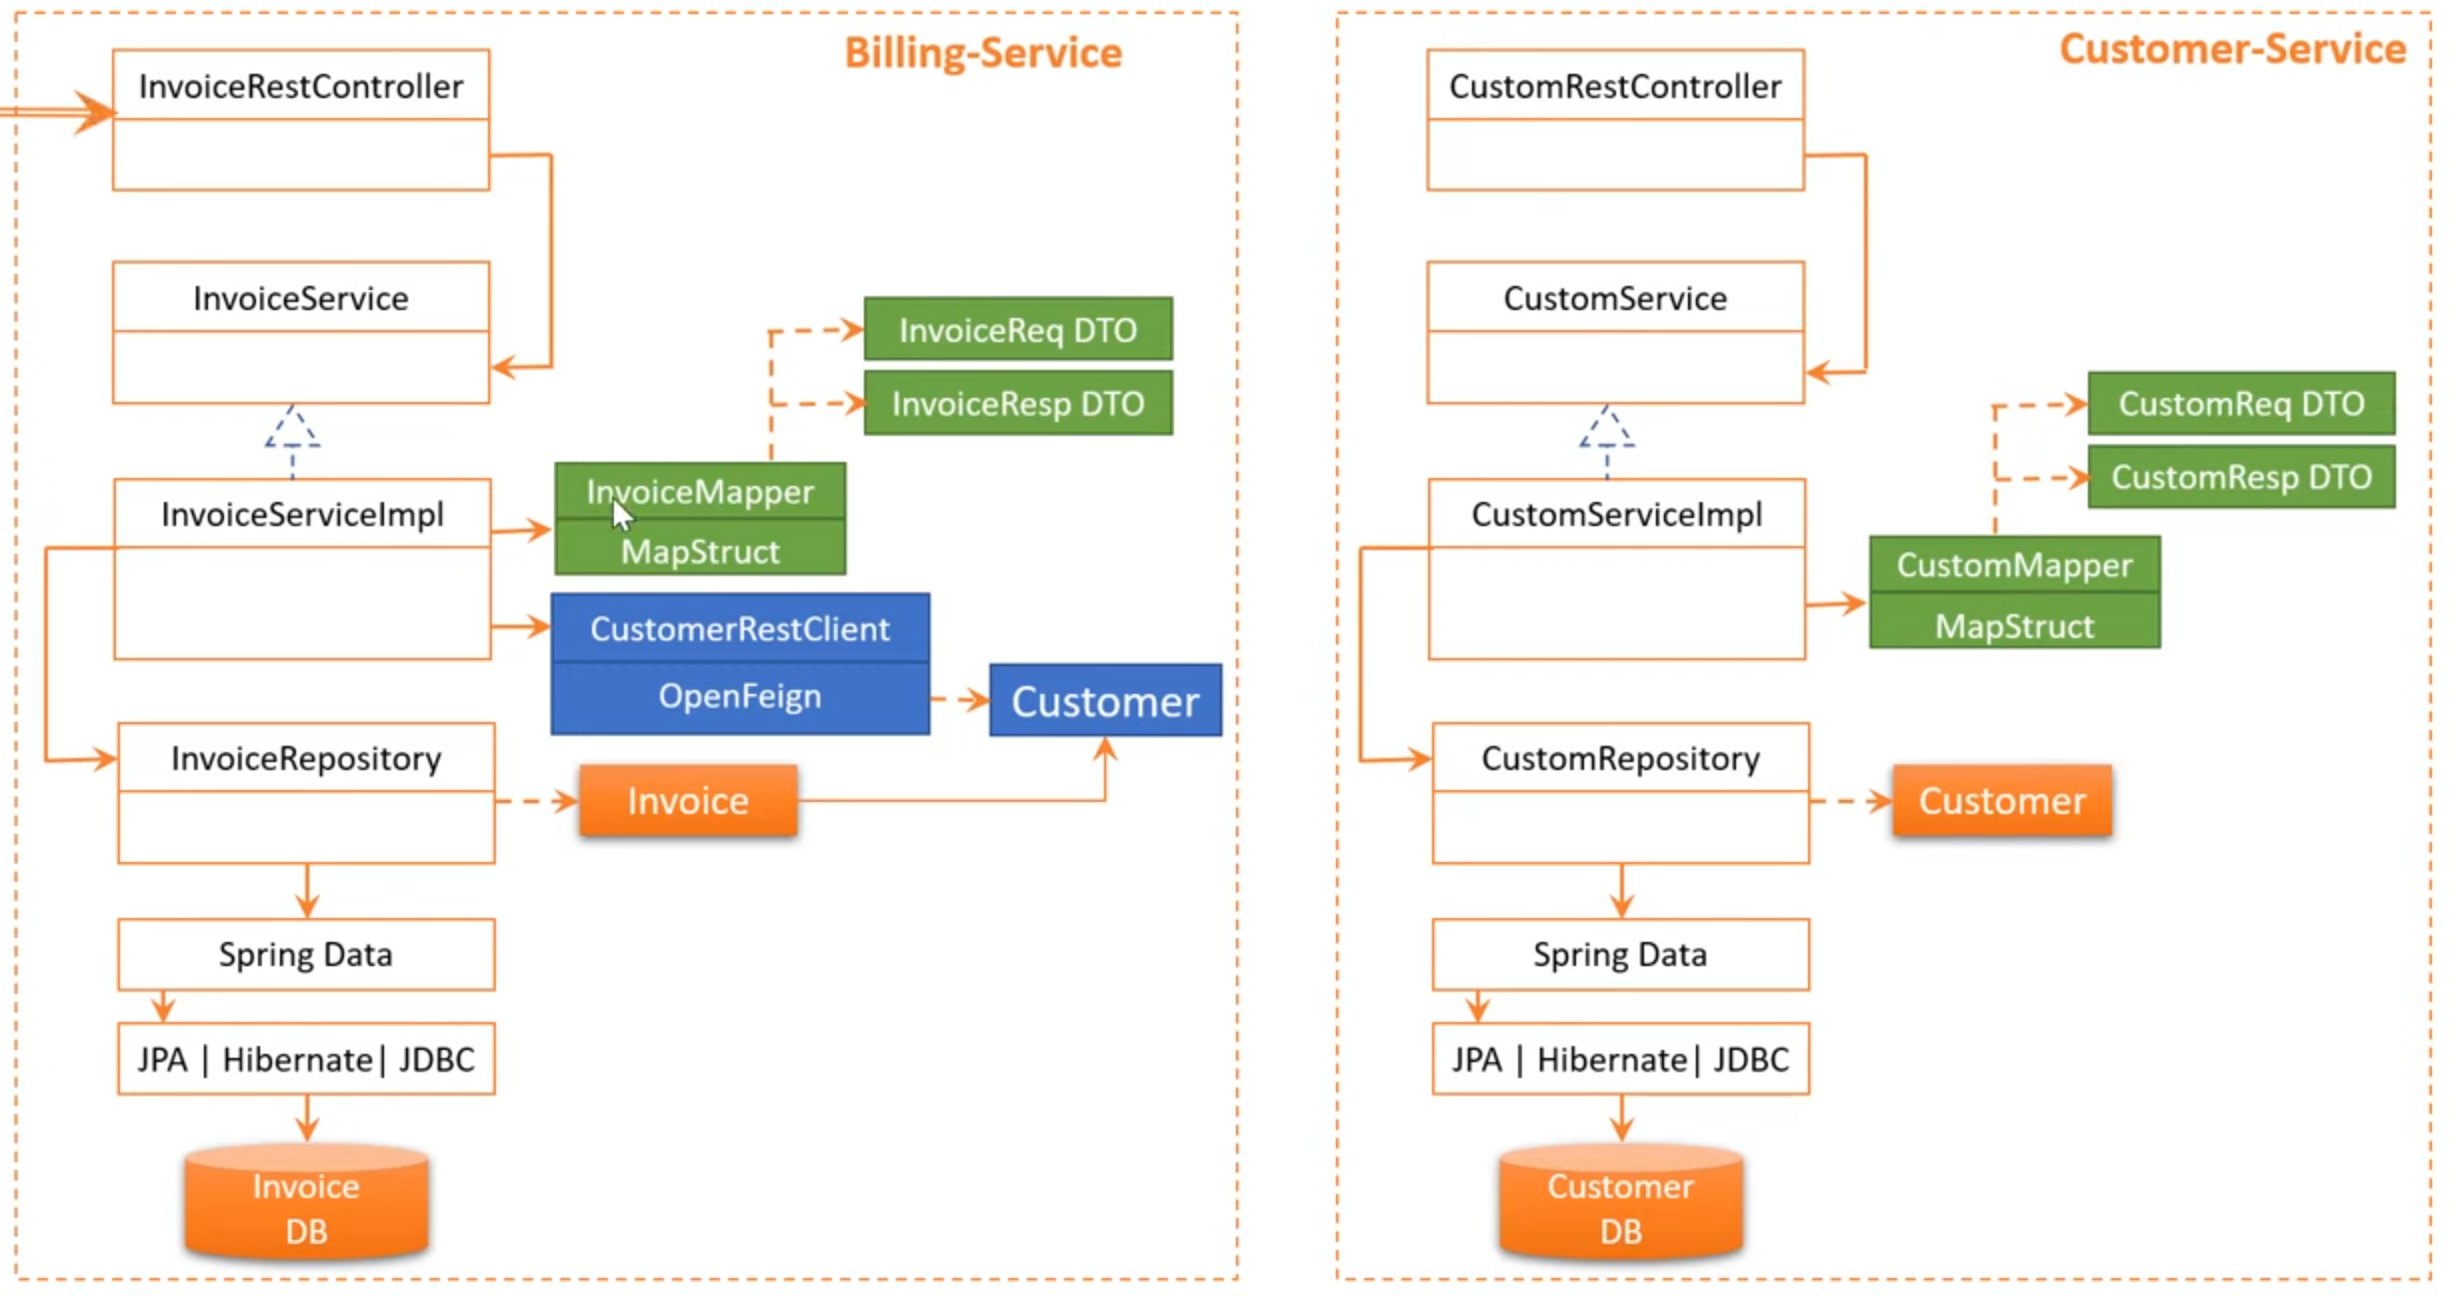 Billing-Service
InvoiceRestController
InvoiceService
InvoiceReq DTO
InvoiceResp DTO
InvoiceServiceImpl
InvoiceMapper
MapStruct
CustomerRestClient
OpenFeign
Customer
InvoiceRepository
Invoice
Spring Data
JPA | Hibernate| JDBC
Invoice
DB
Customer-Service
CustomRestController
CustomService
CustomReq DTO
CustomResp DTO
CustomServiceImpl
CustomMapper
MapStruct
CustomRepository
Customer
Spring Data
JPA | Hibernate| JDBC
Customer
DB